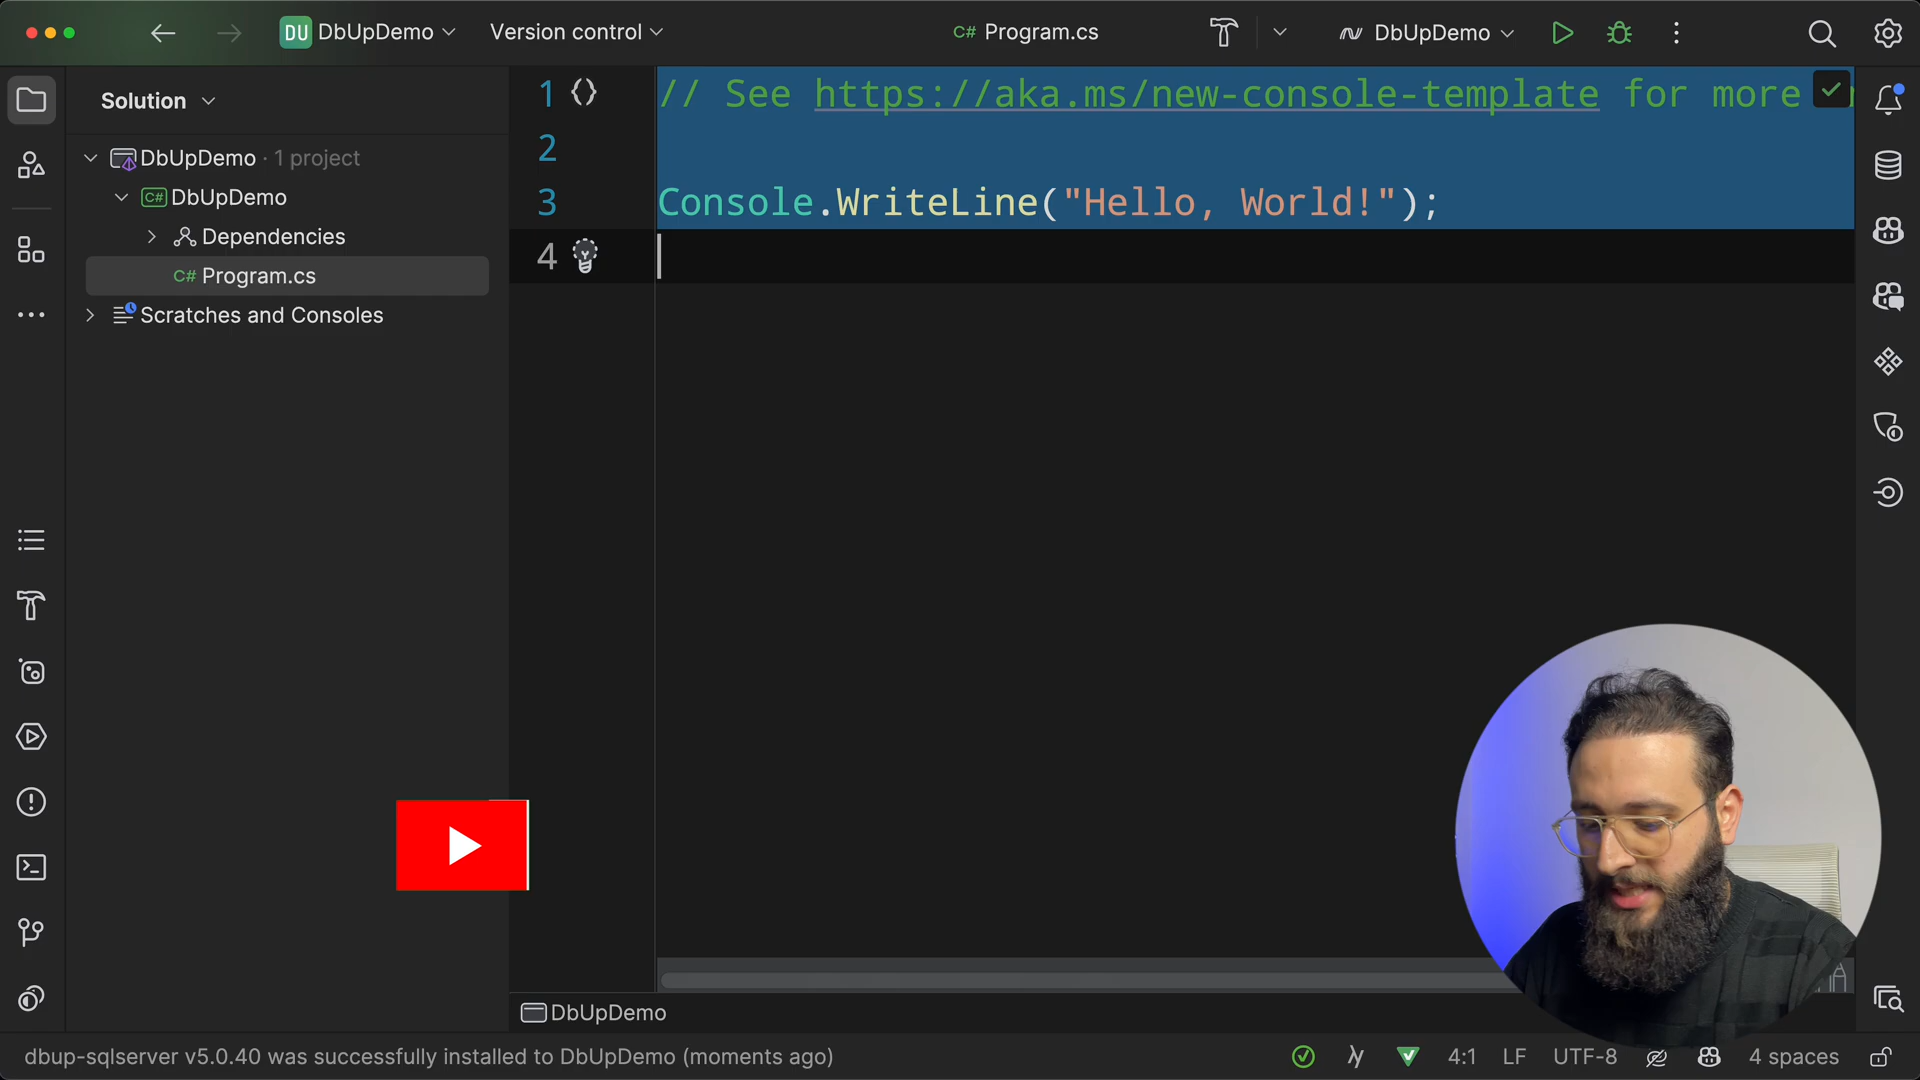 DU DbUpDemo Version control C# Program.cs DbUpDemo
Solution
DbUpDemo · 1 project
C# DbUpDemo
Dependencies
C# Program.cs
Scratches and Consoles
1 // See https://aka.ms/new-console-template for more
2
3 Console.WriteLine("Hello, World!");
4
DbUpDemo
dbup-sqlserver v5.0.40 was successfully installed to DbUpDemo (moments ago) 4:1 LF UTF-8 4 spaces